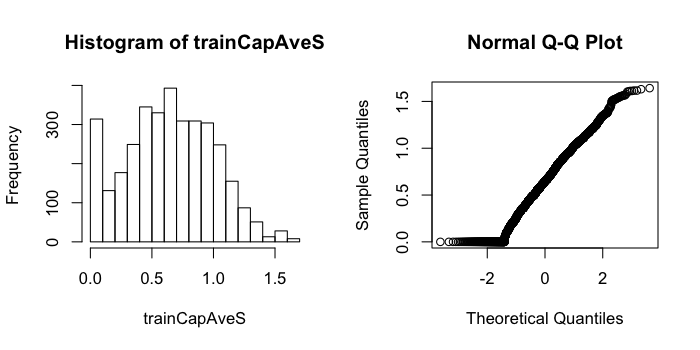 Histogram of trainCapAveS
Frequency
0
100
300
0.0 0.5 1.0 1.5
trainCapAveS
Normal Q-Q Plot
Sample Quantiles
0.0
0.5
1.0
1.5
-2 0 2
Theoretical Quantiles